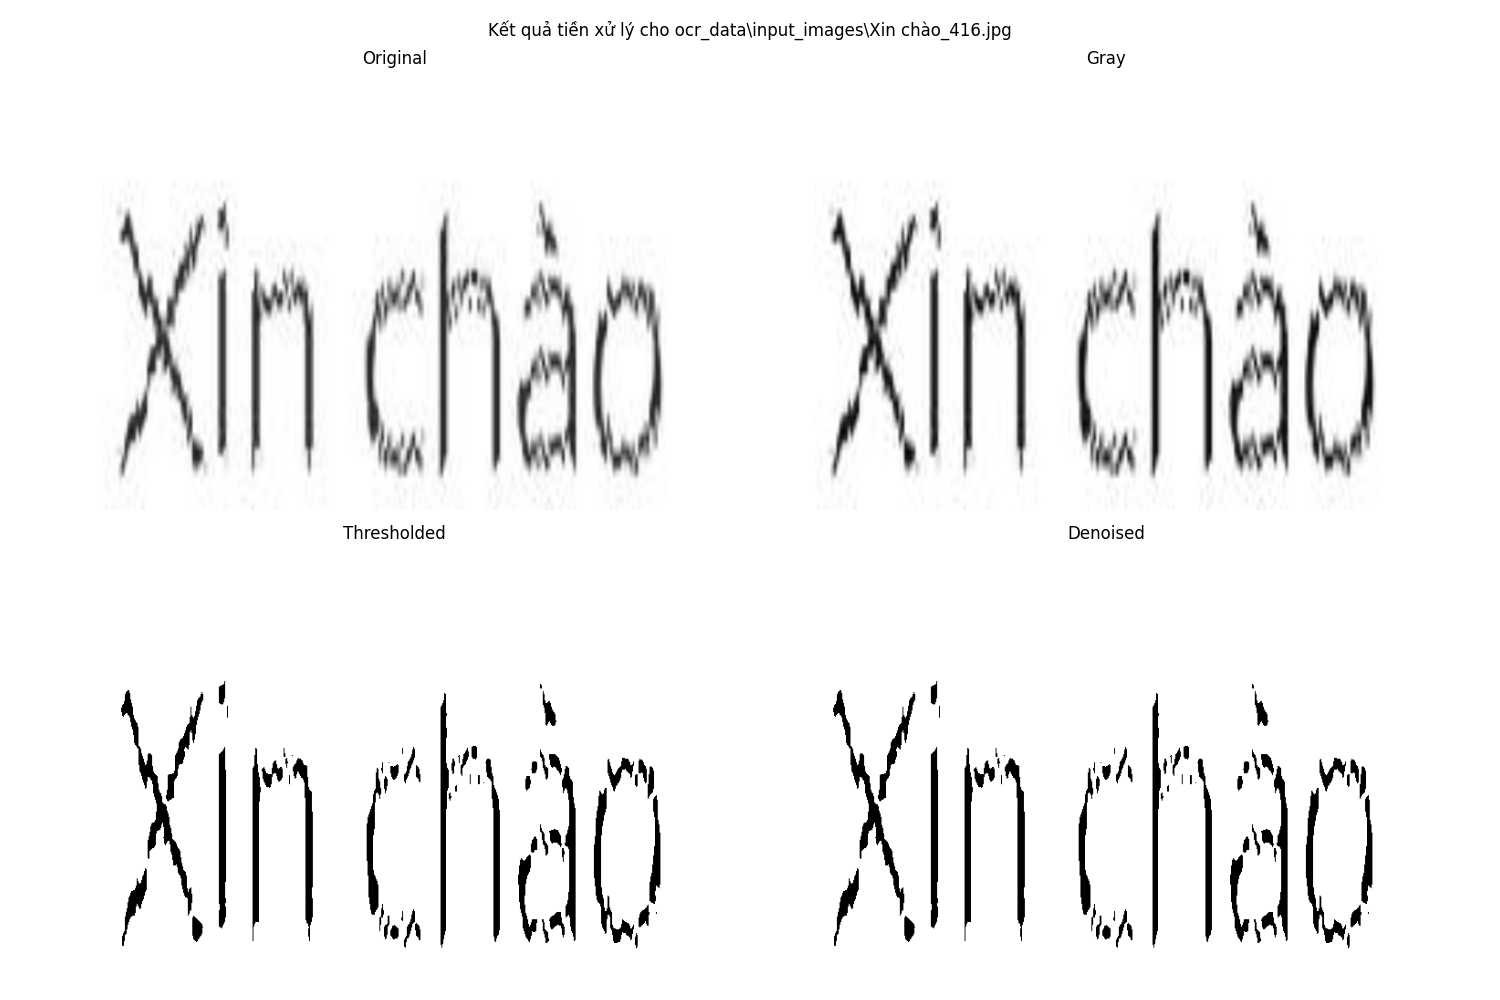 Kết quả tiền xử lý cho ocr_data\input_images\Xin chào_416.jpg
Original
Gray
Xin chào
Xin chào
Thresholded
Denoised
Xin chào
Xin chào